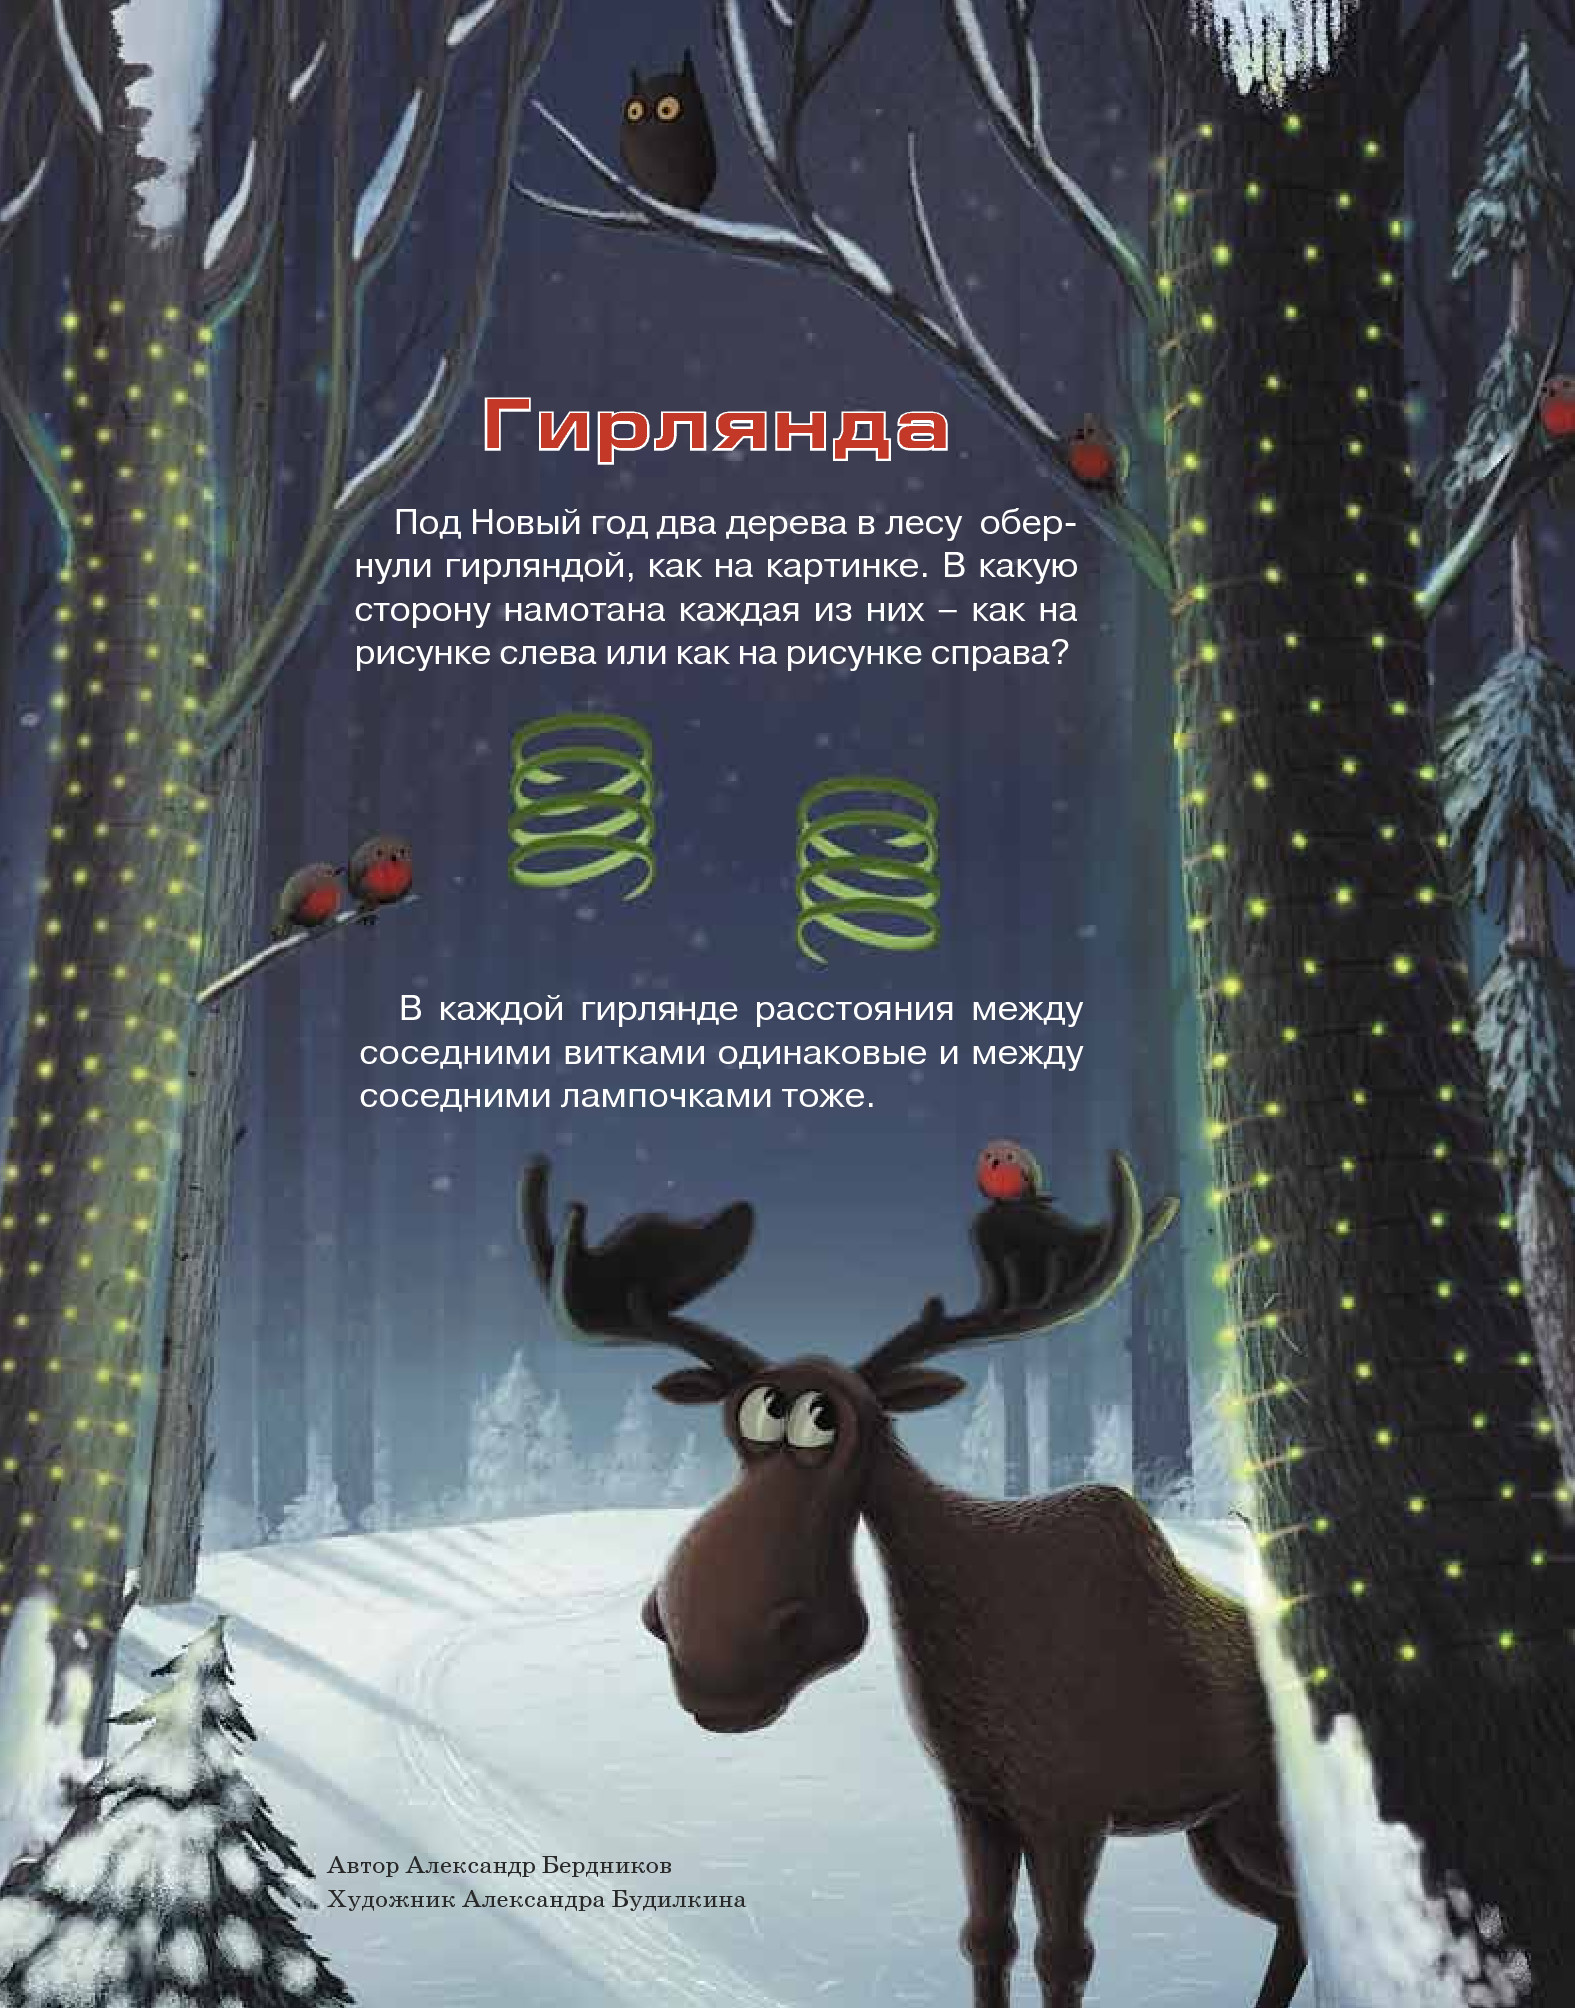 Гирлянда
Под Новый год два дерева в лесу обер-
нули гирляндой, как на картинке. В какую
сторону намотана каждая из них – как на
рисунке слева или как на рисунке справа?
В каждой гирлянде расстояния между
соседними витками одинаковые и между
соседними лампочками тоже.
Автор Александр Бердников
Художник Александра Будилкина